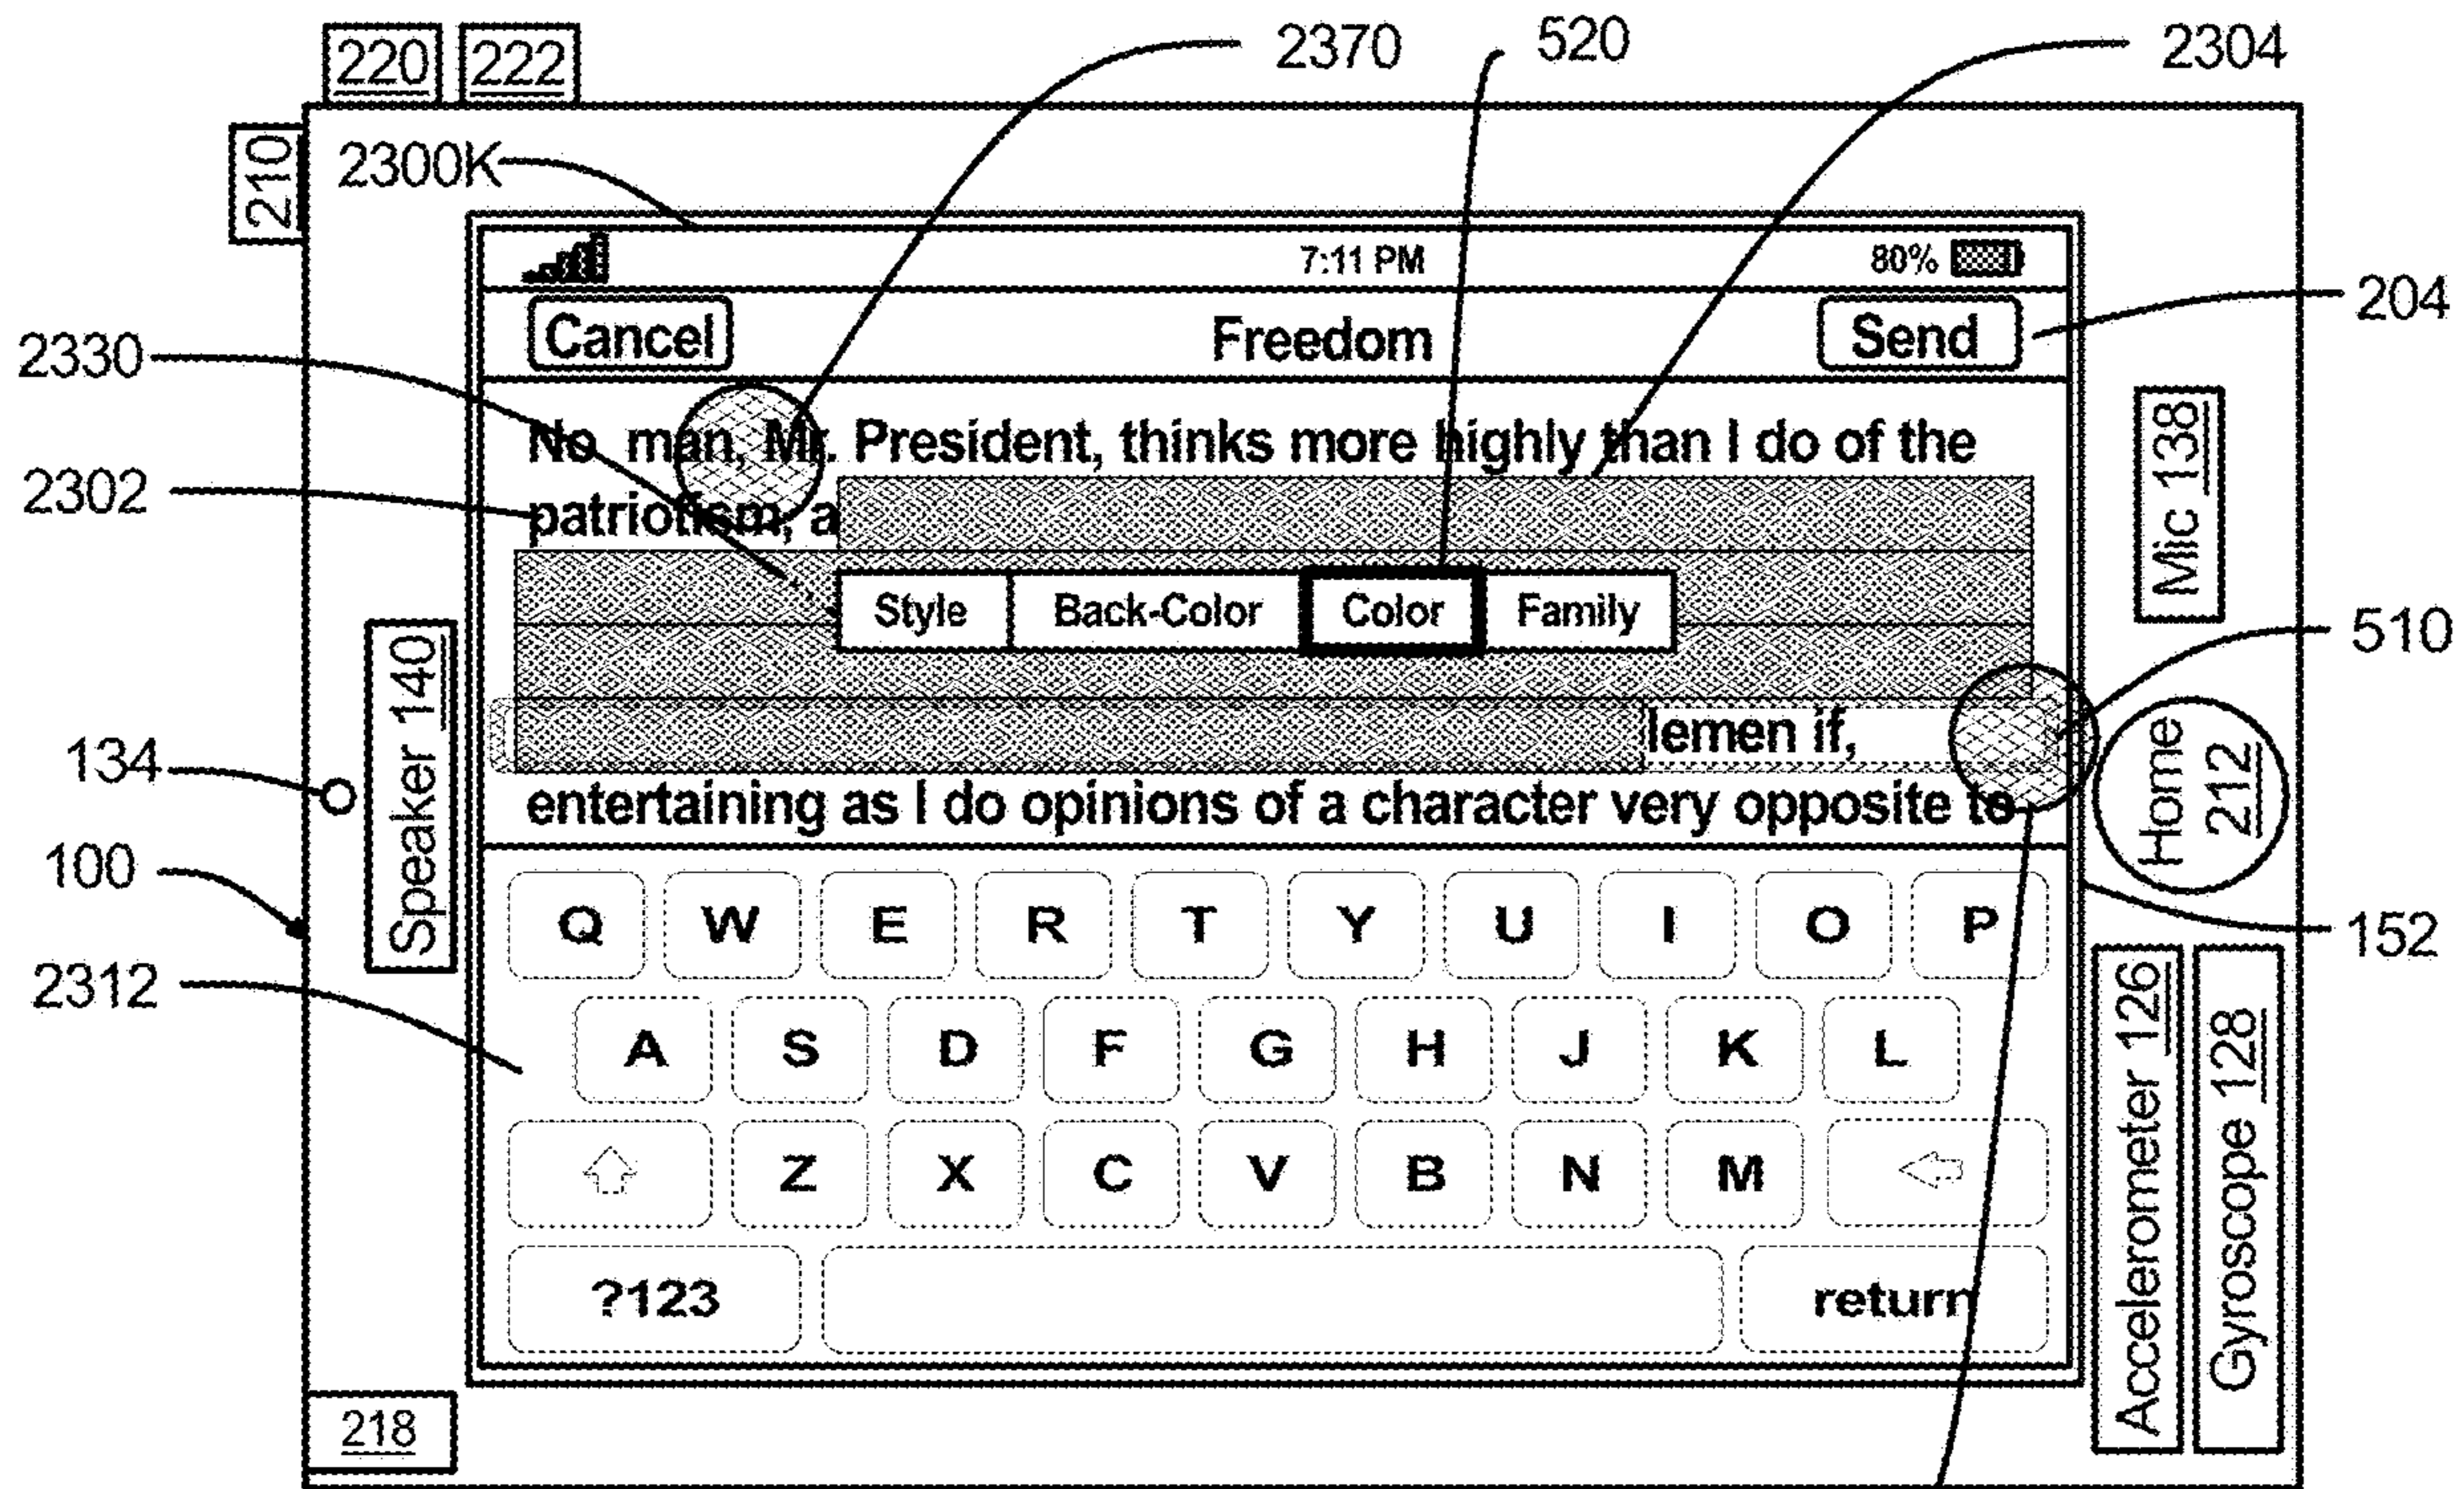 2370
520
2304
220
222
210
2300K
7:11 PM
80%
Cancel
Freedom
Send
204
2330
No man, Mr. President, thinks more highly than I do of the
2302
patriotism, a
Mic 138
Style
Back-Color
Color
Family
510
Speaker 140
134
lemen if,
Home
212
entertaining as I do opinions of a character very opposite to
100
Q W E R T Y U I O P
152
2312
A S D F G H J K L
Accelerometer 126
Gyroscope 128
Z X C V B N M
?123
return
218